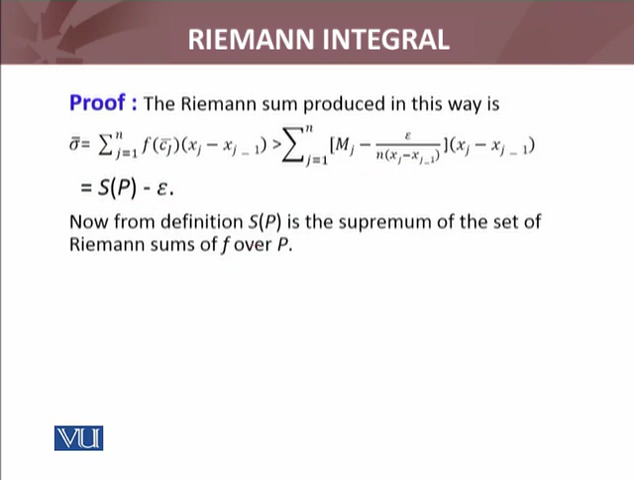 RIEMANN INTEGRAL
Proof : The Riemann sum produced in this way is
σ̅= ∑ⁿⱼ₌₁ f(c̅ⱼ)(xⱼ − xⱼ ₋ ₁) >∑ⁿⱼ₌₁ [Mⱼ − ε/n(xⱼ−xⱼ₋₁)](xⱼ − xⱼ ₋ ₁)
= S(P) - ε.
Now from definition S(P) is the supremum of the set of
Riemann sums of f over P.
VU